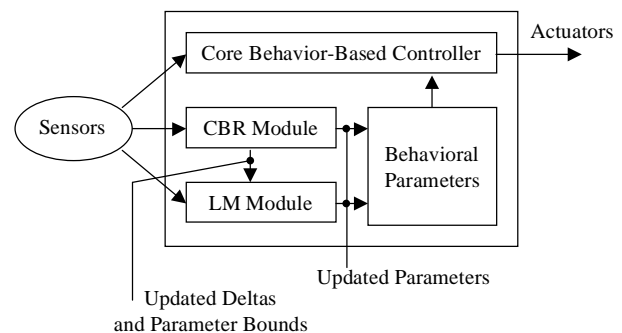 Actuators
Core Behavior-Based Controller
Sensors
CBR Module
Behavioral
Parameters
LM Module
Updated Parameters
Updated Deltas
and Parameter Bounds